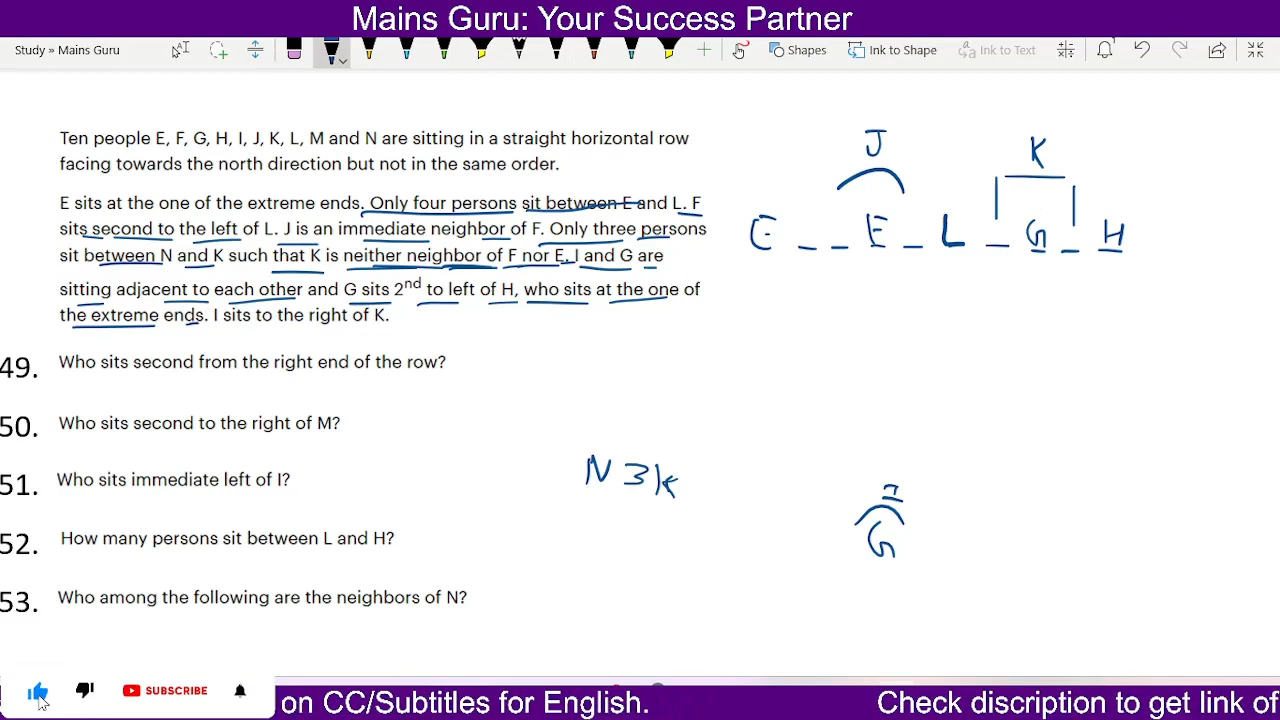 Mains Guru: Your Success Partner
Study » Mains Guru
Shapes
Ink to Shape
Ink to Text
Ten people E, F, G, H, I, J, K, L, M and N are sitting in a straight horizontal row
facing towards the north direction but not in the same order.
E sits at the one of the extreme ends. Only four persons sit between E and L. F
sits second to the left of L. J is an immediate neighbor of F. Only three persons
sit between N and K such that K is neither neighbor of F nor E. I and G are
sitting adjacent to each other and G sits 2nd to left of H, who sits at the one of
the extreme ends. I sits to the right of K.
J
K
E _ _ E _ L _ G _ H
49. Who sits second from the right end of the row?
50. Who sits second to the right of M?
51. Who sits immediate left of I?
N 3 K
G
52. How many persons sit between L and H?
53. Who among the following are the neighbors of N?
SUBSCRIBE
on CC/Subtitles for English.
Check discription to get link of